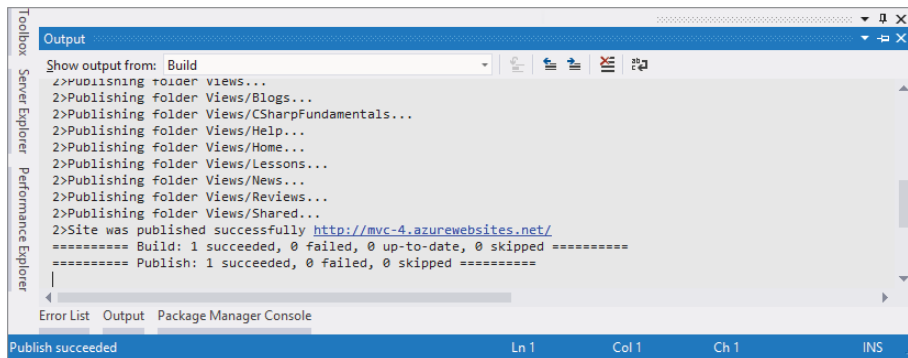 Toolbox
Server Explorer
Performance Explorer
Output
Show output from: Build
2>Publishing folder Views...
2>Publishing folder Views/Blogs...
2>Publishing folder Views/CSharpFundamentals...
2>Publishing folder Views/Help...
2>Publishing folder Views/Home...
2>Publishing folder Views/Lessons...
2>Publishing folder Views/News...
2>Publishing folder Views/Reviews...
2>Publishing folder Views/Shared...
2>Site was published successfully http://mvc-4.azurewebsites.net/
========== Build: 1 succeeded, 0 failed, 0 up-to-date, 0 skipped ==========
========== Publish: 1 succeeded, 0 failed, 0 skipped ==========
Error List Output Package Manager Console
Publish succeeded Ln 1 Col 1 Ch 1 INS